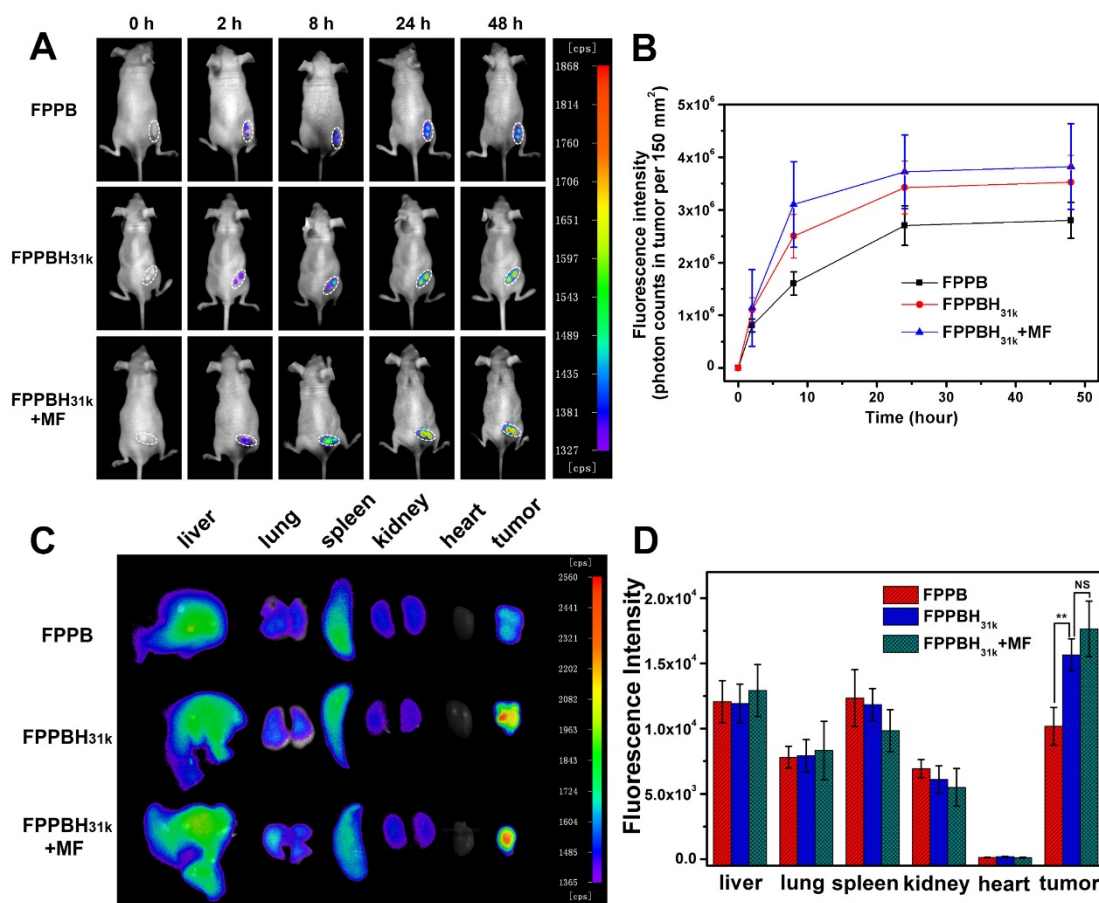 A
0 h 2 h 8 h 24 h 48 h
FPPB
FPPBH31k
FPPBH31k
+MF
[cps]
1868
1814
1760
1706
1651
1597
1543
1489
1435
1381
1327
[cps]
B
Fluorescence intensity
(photon counts in tumor per 150 mm²)
5x10⁶
4x10⁶
3x10⁶
2x10⁶
1x10⁶
0
0 10 20 30 40 50
Time (hour)
FPPB
FPPBH31k
FPPBH31k+MF
C
liver lung spleen kidney heart tumor
FPPB
FPPBH31k
FPPBH31k
+MF
[cps]
2560
2441
2321
2202
2082
1963
1843
1724
1604
1485
1365
[cps]
D
Fluorescence Intensity
2.0x10⁴
1.5x10⁴
1.0x10⁴
5.0x10³
0.0
FPPB
FPPBH31k
FPPBH31k+MF
NS
**
liver lung spleen kidney heart tumor